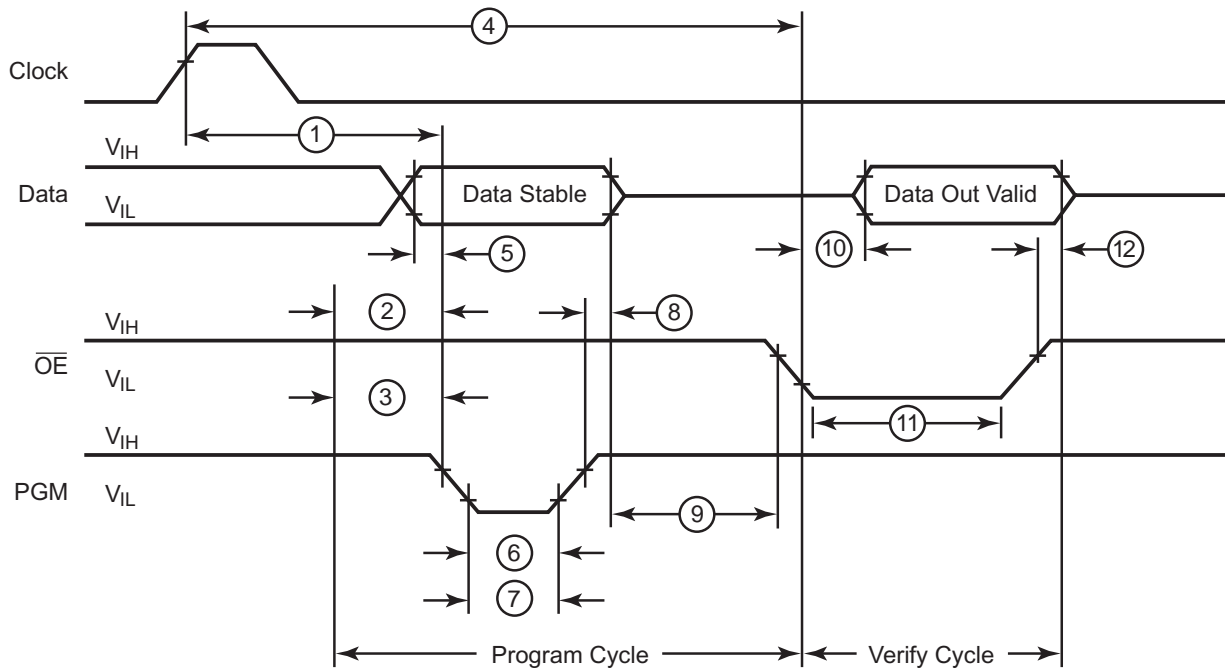 4
Clock
1
VIH
Data
Data Stable
Data Out Valid
VIL
5
10
12
2
8
VIH
OE
VIL
3
11
VIH
PGM
VIL
9
6
7
Program Cycle
Verify Cycle